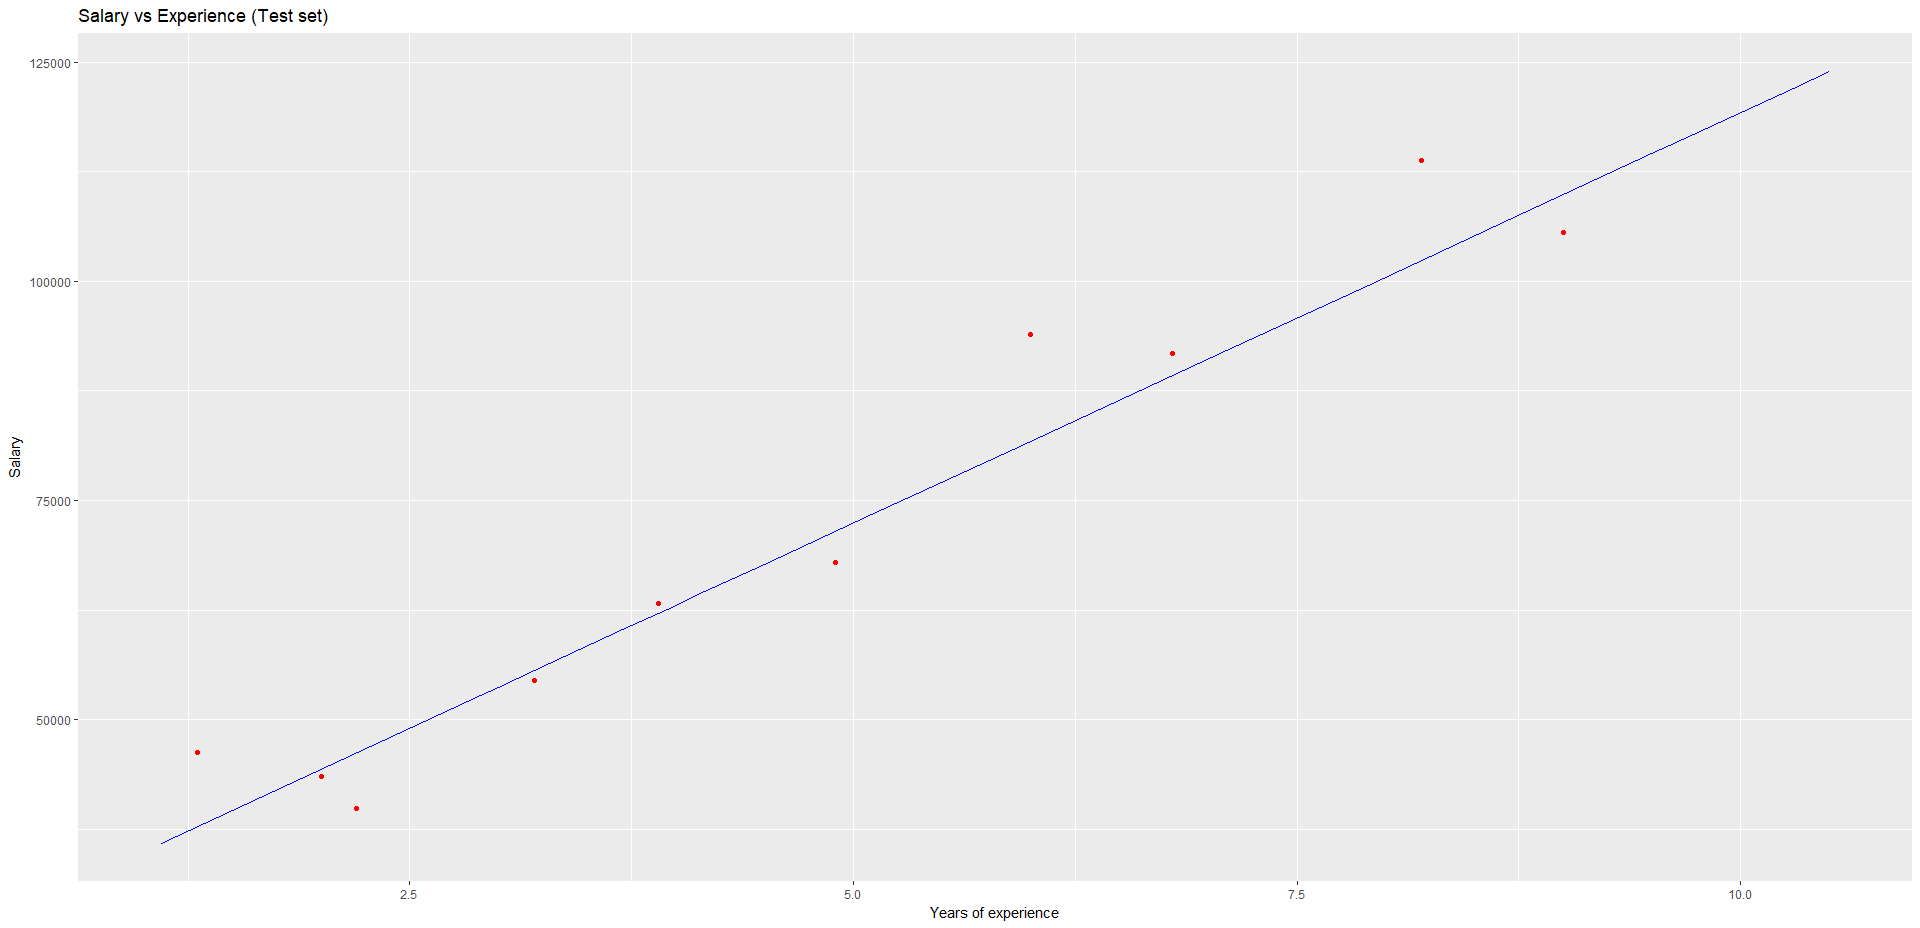 Salary vs Experience (Test set)
125000
100000
75000
50000
Salary
2.5 5.0 7.5 10.0
Years of experience